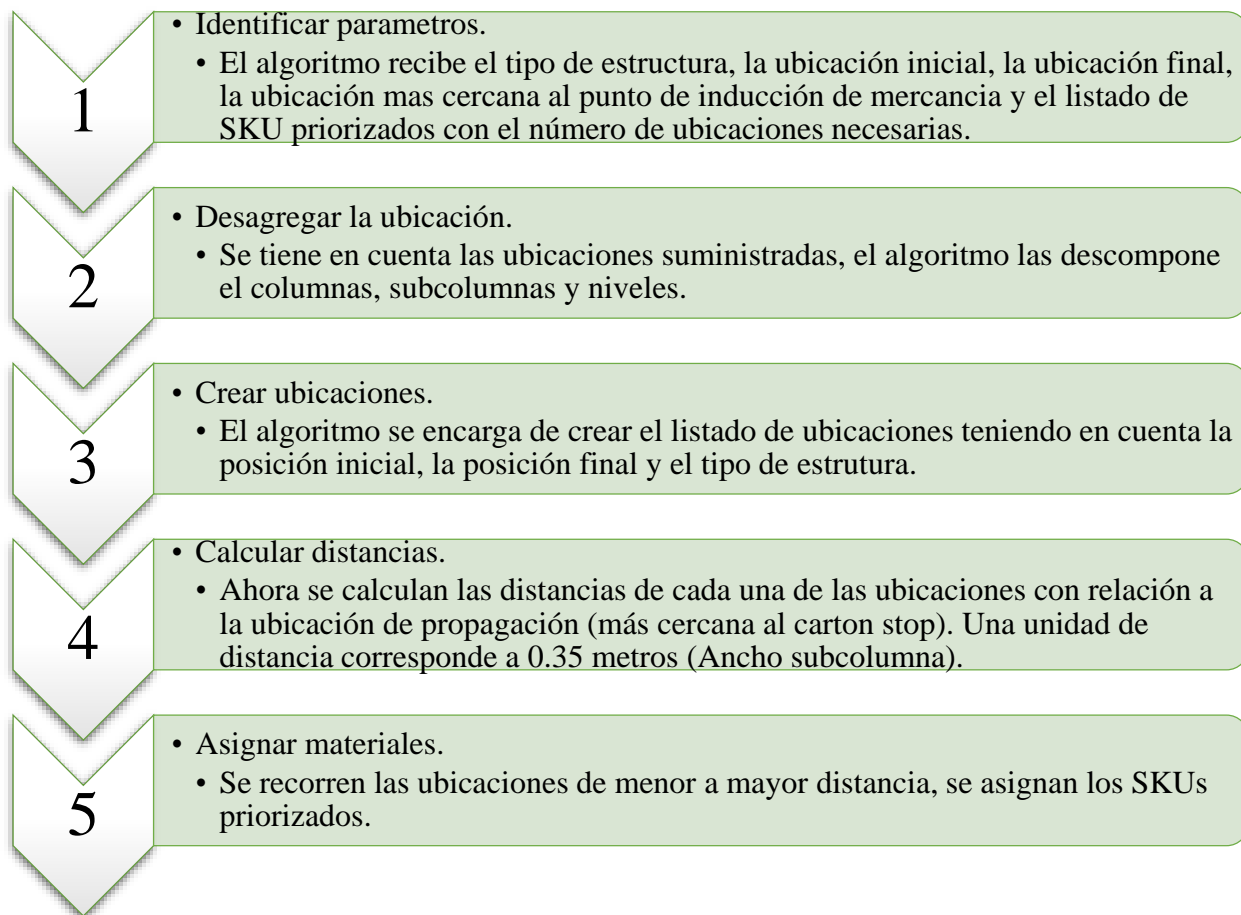 1
• Identificar parametros.
• El algoritmo recibe el tipo de estructura, la ubicación inicial, la ubicación final,
la ubicación mas cercana al punto de inducción de mercancia y el listado de
SKU priorizados con el número de ubicaciones necesarias.
2
• Desagregar la ubicación.
• Se tiene en cuenta las ubicaciones suministradas, el algoritmo las descompone
el columnas, subcolumnas y niveles.
3
• Crear ubicaciones.
• El algoritmo se encarga de crear el listado de ubicaciones teniendo en cuenta la
posición inicial, la posición final y el tipo de estrutura.
4
• Calcular distancias.
• Ahora se calculan las distancias de cada una de las ubicaciones con relación a
la ubicación de propagación (más cercana al carton stop). Una unidad de
distancia corresponde a 0.35 metros (Ancho subcolumna).
5
• Asignar materiales.
• Se recorren las ubicaciones de menor a mayor distancia, se asignan los SKUs
priorizados.